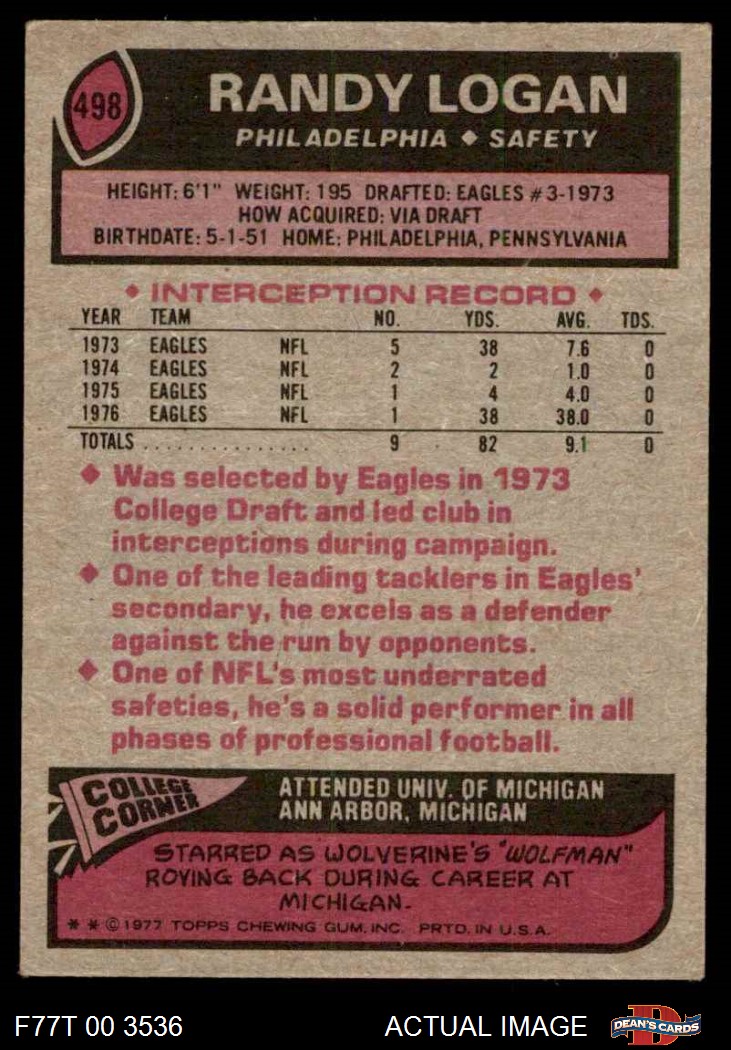 498
RANDY LOGAN
PHILADELPHIA ♦ SAFETY
HEIGHT: 6'1" WEIGHT: 195 DRAFTED: EAGLES #3-1973
HOW ACQUIRED: VIA DRAFT
BIRTHDATE: 5-1-51 HOME: PHILADELPHIA, PENNSYLVANIA
♦ INTERCEPTION RECORD ♦
YEAR TEAM NO. YDS. AVG. TDS.
1973 EAGLES NFL 5 38 7.6 0
1974 EAGLES NFL 2 2 1.0 0
1975 EAGLES NFL 1 4 4.0 0
1976 EAGLES NFL 1 38 38.0 0
TOTALS . . . . . . . . . . . . . . . 9 82 9.1 0
♦ Was selected by Eagles in 1973
College Draft and led club in
interceptions during campaign.
♦ One of the leading tacklers in Eagles'
secondary, he excels as a defender
against the run by opponents.
♦ One of NFL's most underrated
safeties, he's a solid performer in all
phases of professional football.
COLLEGE
CORNER
ATTENDED UNIV. OF MICHIGAN
ANN ARBOR, MICHIGAN
STARRED AS WOLVERINE'S "WOLFMAN"
ROVING BACK DURING CAREER AT
MICHIGAN.
* * © 1977 TOPPS CHEWING GUM, INC. PRTD. IN U.S.A.
F77T 00 3536 ACTUAL IMAGE
D
DEAN'S CARDS